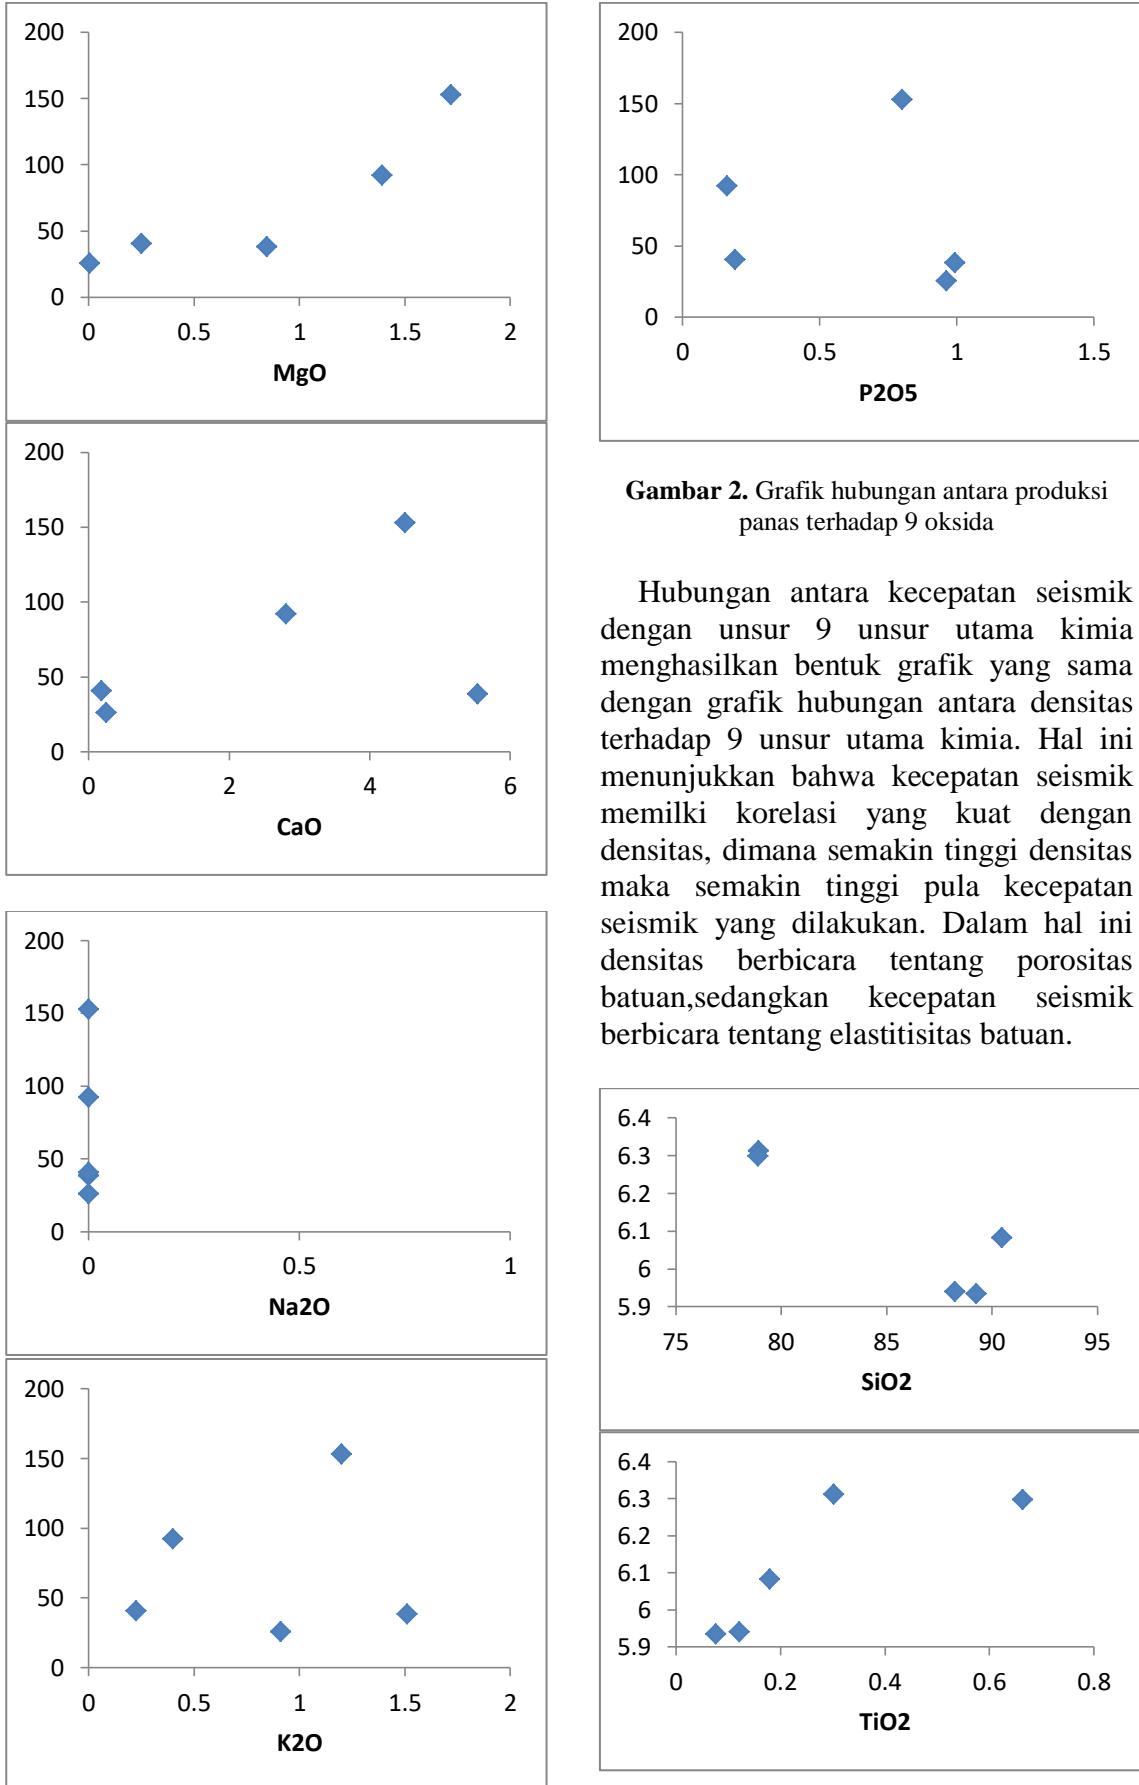 200
150
100
50
0
0 0.5 1 1.5 2
MgO
200
150
100
50
0
0 2 4 6
CaO
200
150
100
50
0
0 0.5 1
Na2O
200
150
100
50
0
0 0.5 1 1.5 2
K2O
200
150
100
50
0
0 0.5 1 1.5
P2O5
Gambar 2. Grafik hubungan antara produksi
panas terhadap 9 oksida
Hubungan antara kecepatan seismik
dengan unsur 9 unsur utama kimia
menghasilkan bentuk grafik yang sama
dengan grafik hubungan antara densitas
terhadap 9 unsur utama kimia. Hal ini
menunjukkan bahwa kecepatan seismik
memilki korelasi yang kuat dengan
densitas, dimana semakin tinggi densitas
maka semakin tinggi pula kecepatan
seismik yang dilakukan. Dalam hal ini
densitas berbicara tentang porositas
batuan,sedangkan kecepatan seismik
berbicara tentang elastitisitas batuan.
6.4
6.3
6.2
6.1
6
5.9
75 80 85 90 95
SiO2
6.4
6.3
6.2
6.1
6
5.9
0 0.2 0.4 0.6 0.8
TiO2